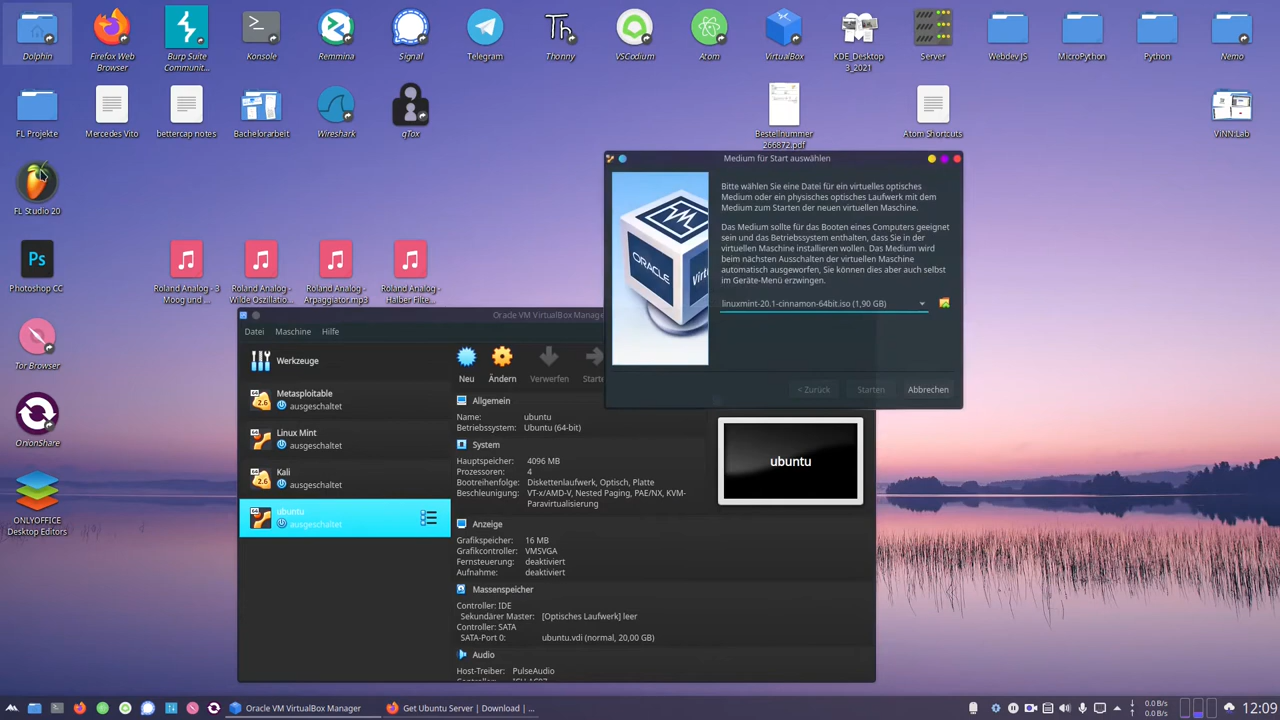 Dolphin
Firefox Web
Browser
Burp Suite
Communit...
Konsole
Remmina
Signal
Telegram
Th
Thonny
VSCodium
Atom
VirtualBox
KDE_Desktop
3_2021
Server
Webdev JS
MicroPython
Python
Nemo
FL Projekte
Mercedes Vito
bettercap notes
Bachelorarbeit
Wireshark
qTox
Bestellnummer
266872.pdf
Atom Shortcuts
ViNN:Lab
FL Studio 20
Ps
Photoshop CC
Roland Analog -
3 Moog und ...
Roland Analog -
Wilde Oszillatio...
Roland Analog -
Arpaggiator.mp3
Roland Analog -
Halber Filte...
Tor Browser
OnionShare
ONLYOFFICE
Desktop Editors
Medium für Start auswählen
Bitte wählen Sie eine Datei für ein virtuelles optisches
Medium oder ein physisches optisches Laufwerk mit dem
Medium zum Starten der neuen virtuellen Maschine.
Das Medium sollte für das Booten eines Computers geeignet
sein und das Betriebssystem enthalten, dass Sie in der
virtuellen Maschine installieren wollen. Das Medium wird
beim nächsten Ausschalten der virtuellen Maschine
automatisch ausgeworfen, Sie können dies aber auch selbst
im Geräte-Menü erzwingen.
ORACLE
linuxmint-20.1-cinnamon-64bit.iso (1,90 GB)
< Zurück
Starten
Abbrechen
Oracle VM VirtualBox Manage
Datei
Maschine
Hilfe
Werkzeuge
Neu
Ändern
Verwerfen
Starte
Metasploitable
ausgeschaltet
Linux Mint
ausgeschaltet
Kali
ausgeschaltet
ubuntu
ausgeschaltet
Allgemein
Name: ubuntu
Betriebssystem: Ubuntu (64-bit)
System
Hauptspeicher: 4096 MB
Prozessoren: 4
Bootreihenfolge: Diskettenlaufwerk, Optisch, Platte
Beschleunigung: VT-x/AMD-V, Nested Paging, PAE/NX, KVM-
Paravirtualisierung
ubuntu
Anzeige
Grafikspeicher: 16 MB
Grafikcontroller: VMSVGA
Fernsteuerung: deaktiviert
Aufnahme: deaktiviert
Massenspeicher
Controller: IDE
Sekundärer Master: [Optisches Laufwerk] leer
Controller: SATA
SATA-Port 0: ubuntu.vdi (normal, 20,00 GB)
Audio
Host-Treiber: PulseAudio
Oracle VM VirtualBox Manager
Get Ubuntu Server | Download | ...
0.0 B/s
0.0 B/s
12:09